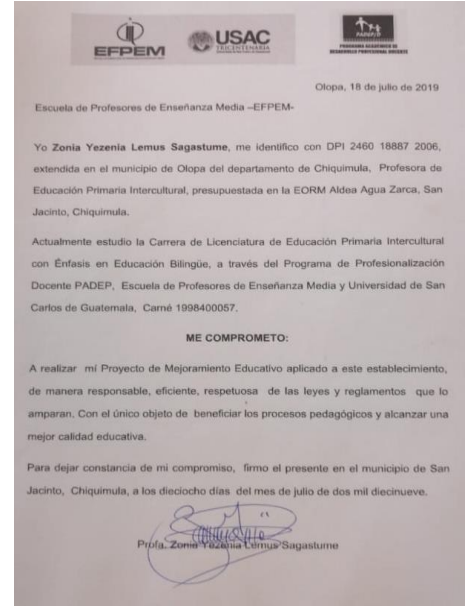 EFPEM
USAC
TRICENTENARIA
PADEP/D
PROGRAMA ACADÉMICO DE
DESARROLLO PROFESIONAL DOCENTE
Olopa, 18 de julio de 2019
Escuela de Profesores de Enseñanza Media –EFPEM-
Yo Zonia Yezenia Lemus Sagastume, me identifico con DPI 2460 18887 2006,
extendida en el municipio de Olopa del departamento de Chiquimula, Profesora de
Educación Primaria Intercultural, presupuestada en la EORM Aldea Agua Zarca, San
Jacinto, Chiquimula.
Actualmente estudio la Carrera de Licenciatura de Educación Primaria Intercultural
con Énfasis en Educación Bilingüe, a través del Programa de Profesionalización
Docente PADEP, Escuela de Profesores de Enseñanza Media y Universidad de San
Carlos de Guatemala, Carné 1998400057.
ME COMPROMETO:
A realizar mí Proyecto de Mejoramiento Educativo aplicado a este establecimiento,
de manera responsable, eficiente, respetuosa de las leyes y reglamentos que lo
amparan. Con el único objeto de beneficiar los procesos pedagógicos y alcanzar una
mejor calidad educativa.
Para dejar constancia de mi compromiso, firmo el presente en el municipio de San
Jacinto, Chiquimula, a los dieciocho días del mes de julio de dos mil diecinueve.
Profa. Zonia Yezenia Lemus Sagastume